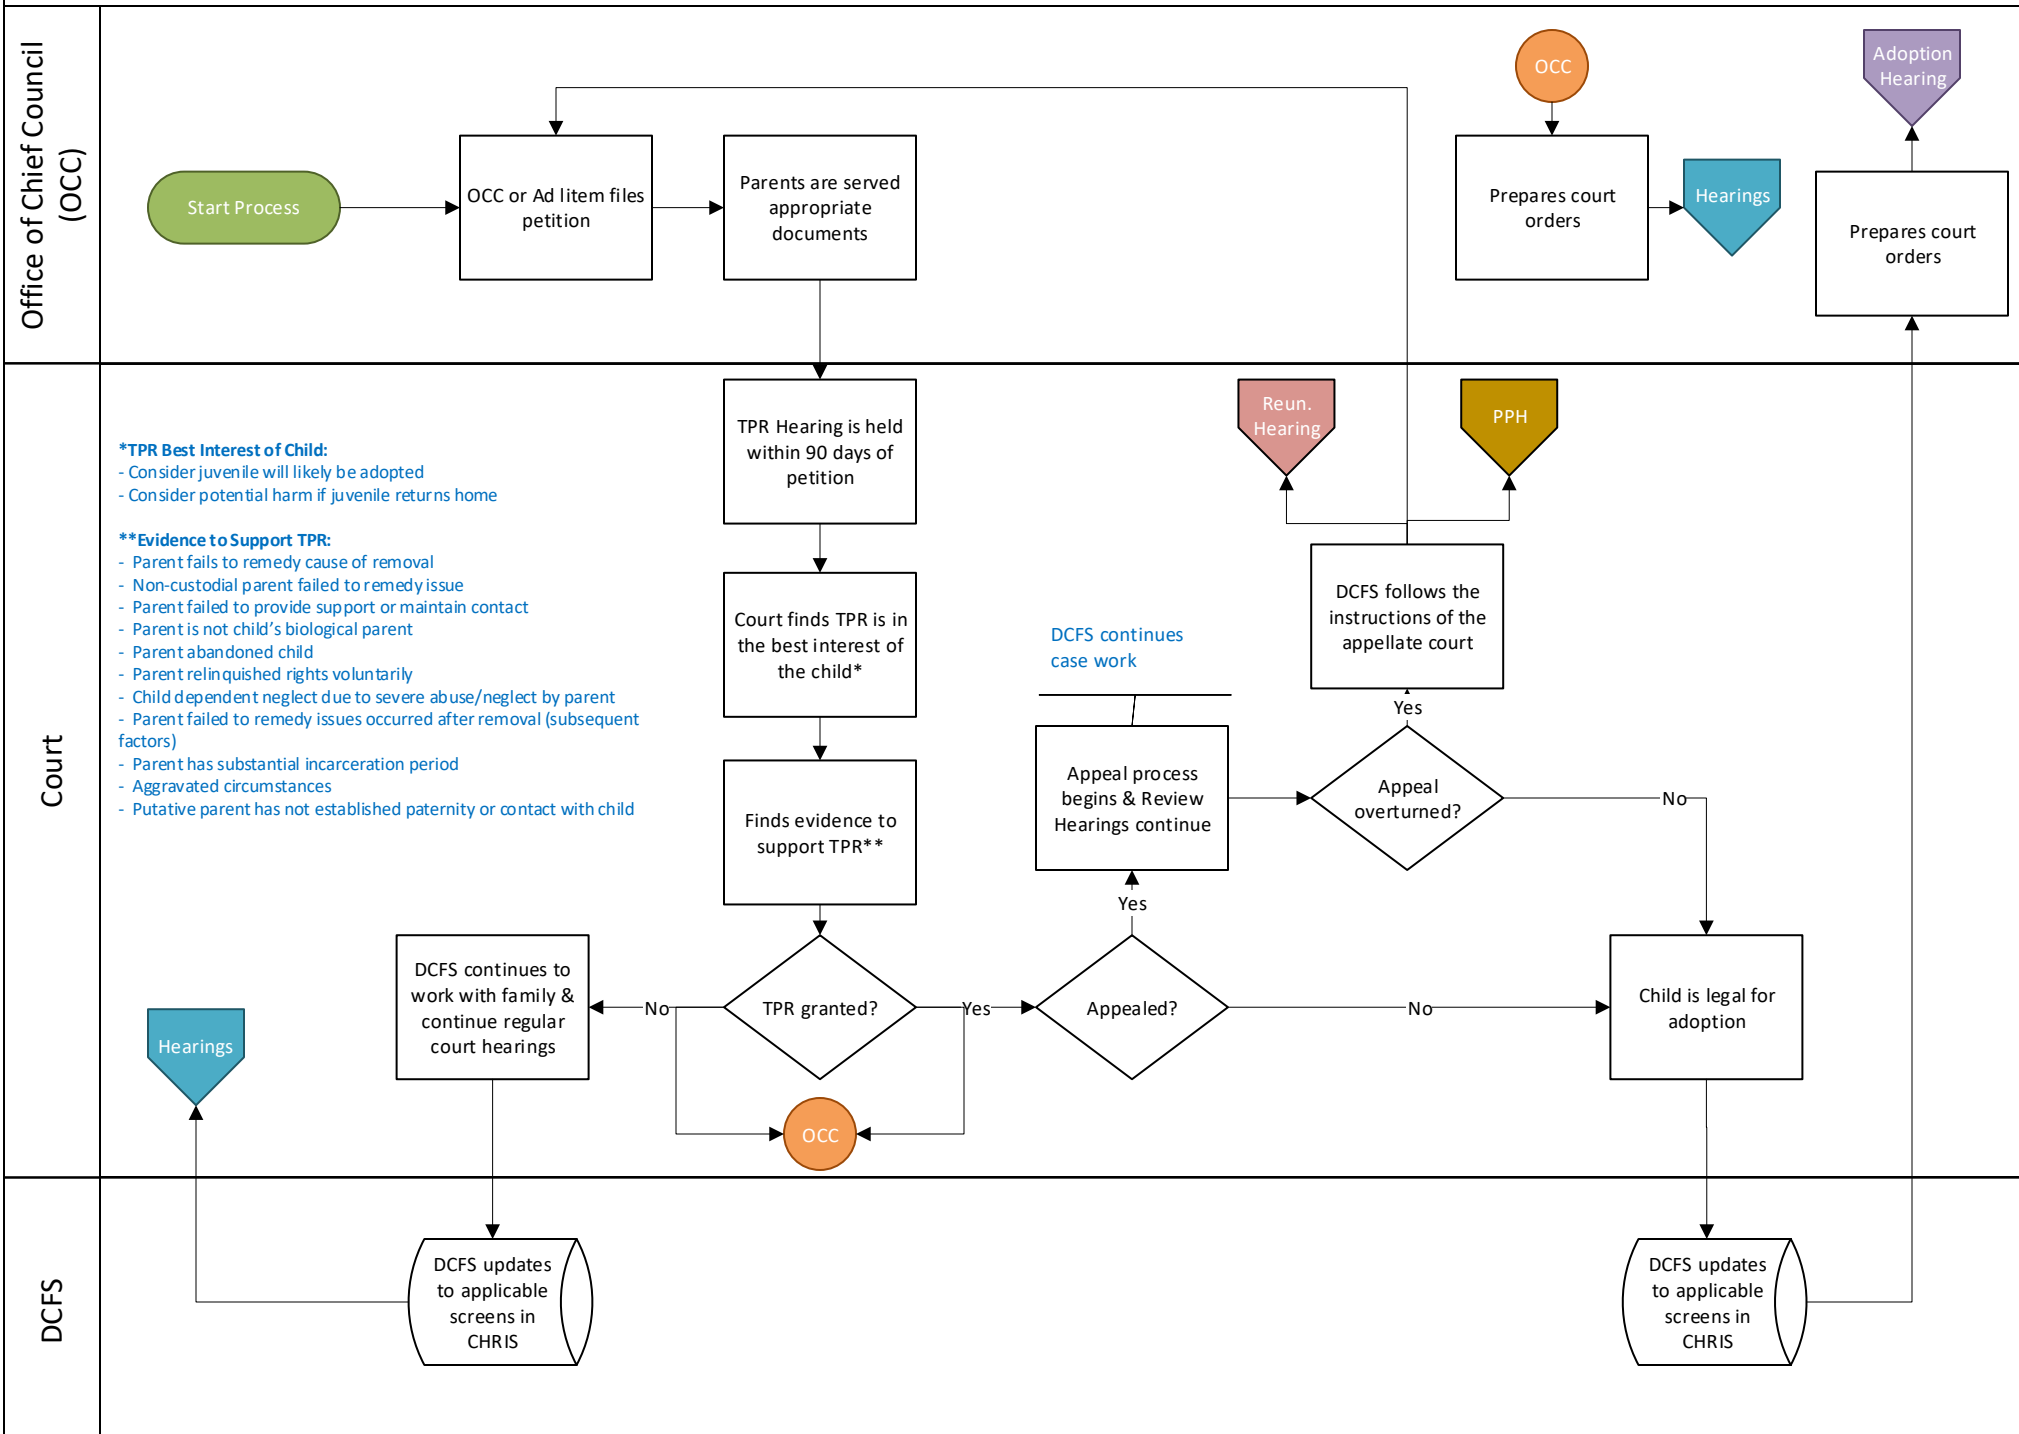 Office of Chief Council
(OCC)
Start Process
OCC or Ad litem files
petition
Parents are served
appropriate
documents
OCC
Prepares court
orders
Hearings
Adoption
Hearing
Prepares court
orders
Court
*TPR Best Interest of Child:
- Consider juvenile will likely be adopted
- Consider potential harm if juvenile returns home
**Evidence to Support TPR:
- Parent fails to remedy cause of removal
- Non-custodial parent failed to remedy issue
- Parent failed to provide support or maintain contact
- Parent is not child’s biological parent
- Parent abandoned child
- Parent relinquished rights voluntarily
- Child dependent neglect due to severe abuse/neglect by parent
- Parent failed to remedy issues occurred after removal (subsequent
factors)
- Parent has substantial incarceration period
- Aggravated circumstances
- Putative parent has not established paternity or contact with child
TPR Hearing is held
within 90 days of
petition
Court finds TPR is in
the best interest of
the child*
Finds evidence to
support TPR**
TPR granted?
No
Yes
OCC
DCFS continues to
work with family &
continue regular
court hearings
Hearings
Appealed?
Yes
No
Appeal process
begins & Review
Hearings continue
DCFS continues
case work
Appeal
overturned?
Yes
No
DCFS follows the
instructions of the
appellate court
Reun.
Hearing
PPH
Child is legal for
adoption
DCFS
DCFS updates
to applicable
screens in
CHRIS
DCFS updates
to applicable
screens in
CHRIS